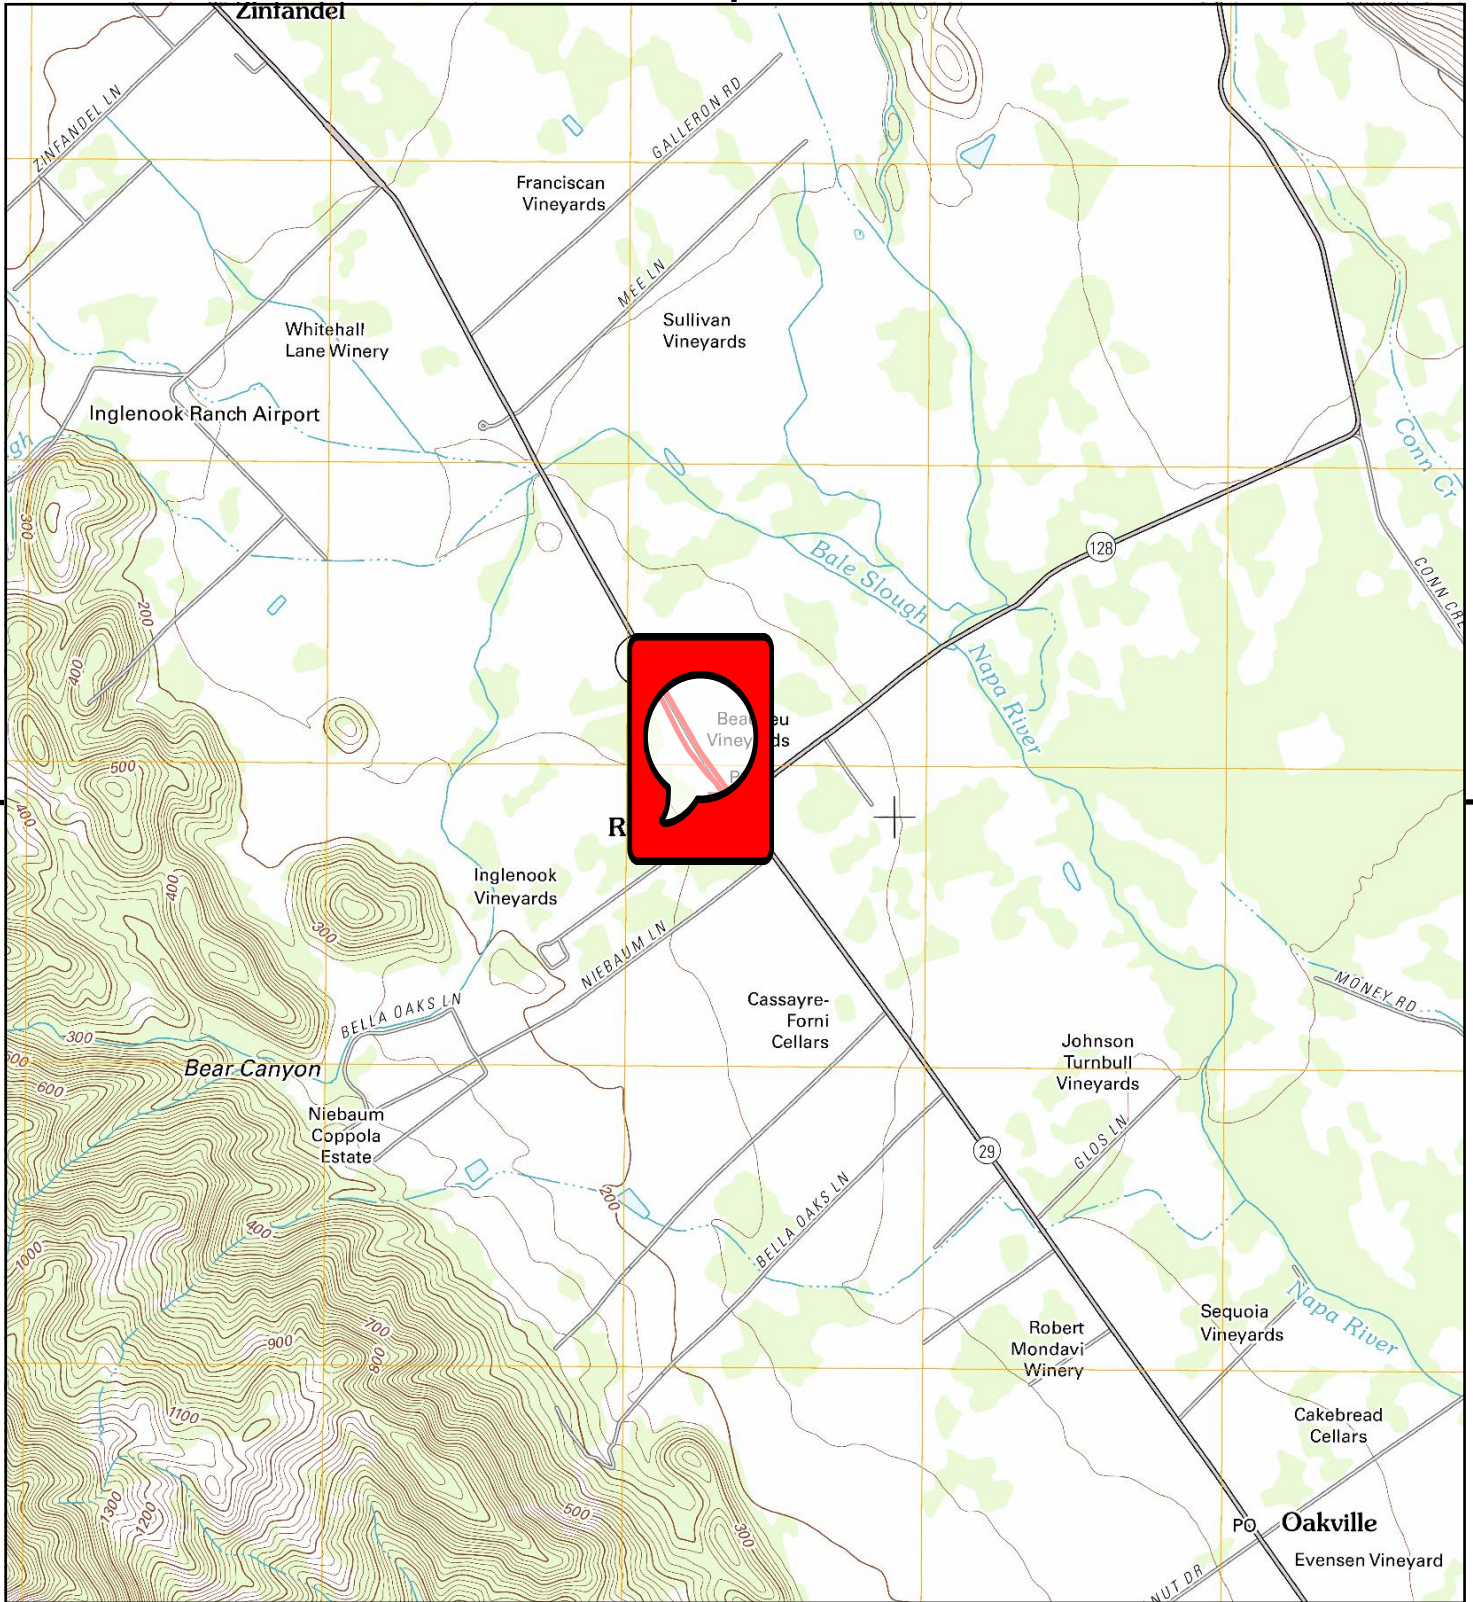 Zinfandel
ZINFANDEL LN
GALLERON RD
Franciscan
Vineyards
MEE LN
Whitehall
Lane Winery
Sullivan
Vineyards
Inglenook Ranch Airport
gh
Conn Cr
300
128
Bale Slough
CONN CRE
200
400
Napa River
Vineyards
500
400
R
400
Inglenook
Vineyards
300
NIEBAUM LN
MONEY RD
BELLA OAKS LN
Cassayre-
Forni
Cellars
300
Johnson
Turnbull
Vineyards
Bear Canyon
600
Niebaum
Coppola
Estate
GLOS LN
29
200
BELLA OAKS LN
400
1000
Napa River
Sequoia
Vineyards
700
900
800
Robert
Mondavi
Winery
1100
Cakebread
Cellars
1300
1200
500
300
PO
Oakville
Evensen Vineyard
NUT DR